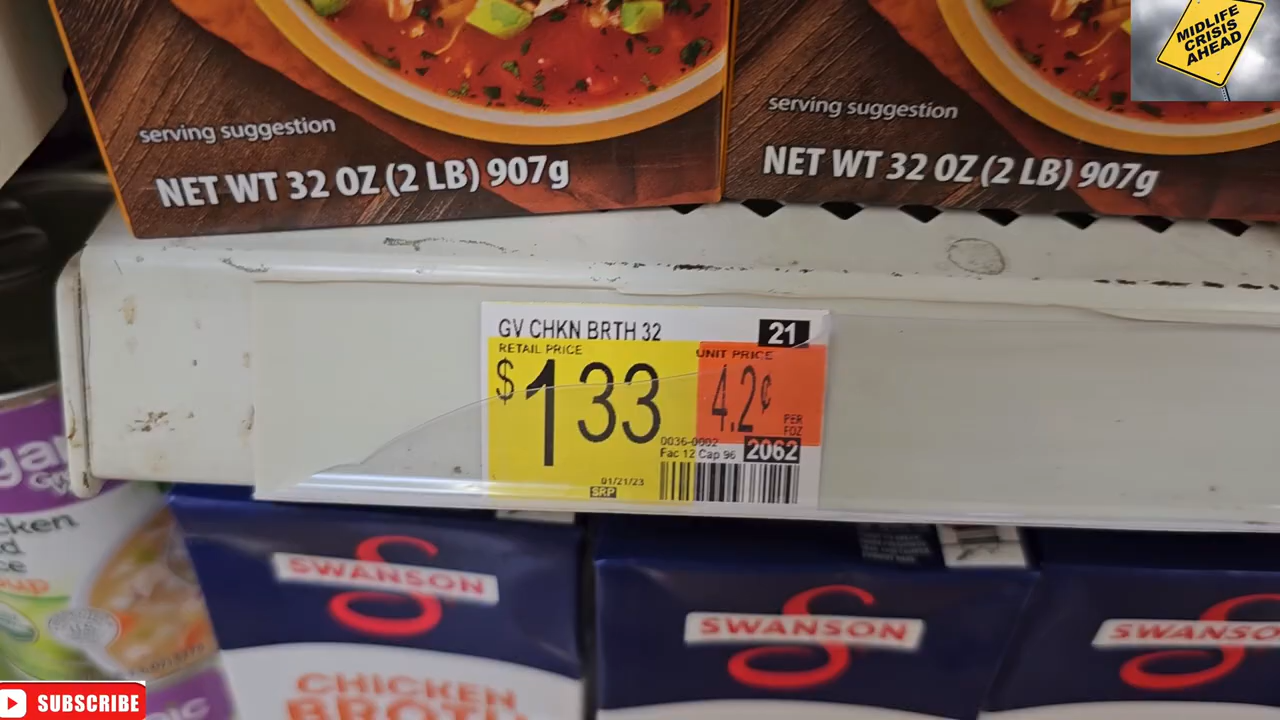 MIDLIFE
CRISIS
AHEAD
serving suggestion
NET WT 32 OZ (2 LB) 907g
serving suggestion
NET WT 32 OZ (2 LB) 907g
GV CHKN BRTH 32
21
RETAIL PRICE
UNIT PRICE
$133
4.2¢
PER
FOZ
0036-0002
Fac 12 Cap 96
2062
01/21/23
SRP
SWANSON
SWANSON
SWANSON
CHICKEN
BROTH
SUBSCRIBE